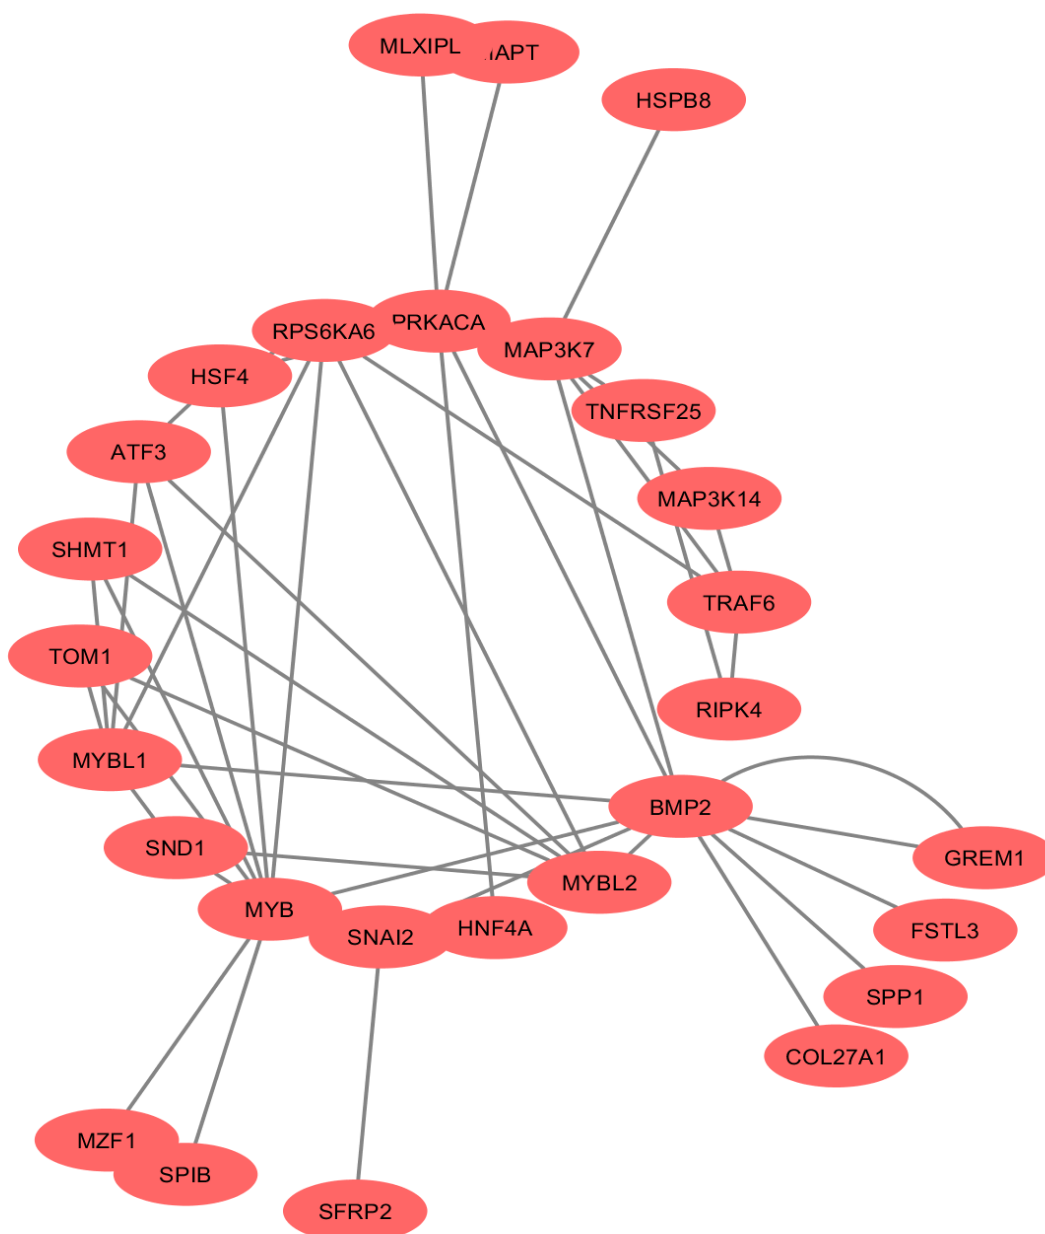 MLXIPL
HSPB8
PRKACA
RPS6KA6
MAP3K7
HSF4
TNFRSF25
ATF3
MAP3K14
SHMT1
TRAF6
TOM1
RIPK4
MYBL1
BMP2
SND1
GREM1
MYBL2
MYB
HNF4A
FSTL3
SNAI2
SPP1
COL27A1
MZF1
SPIB
SFRP2